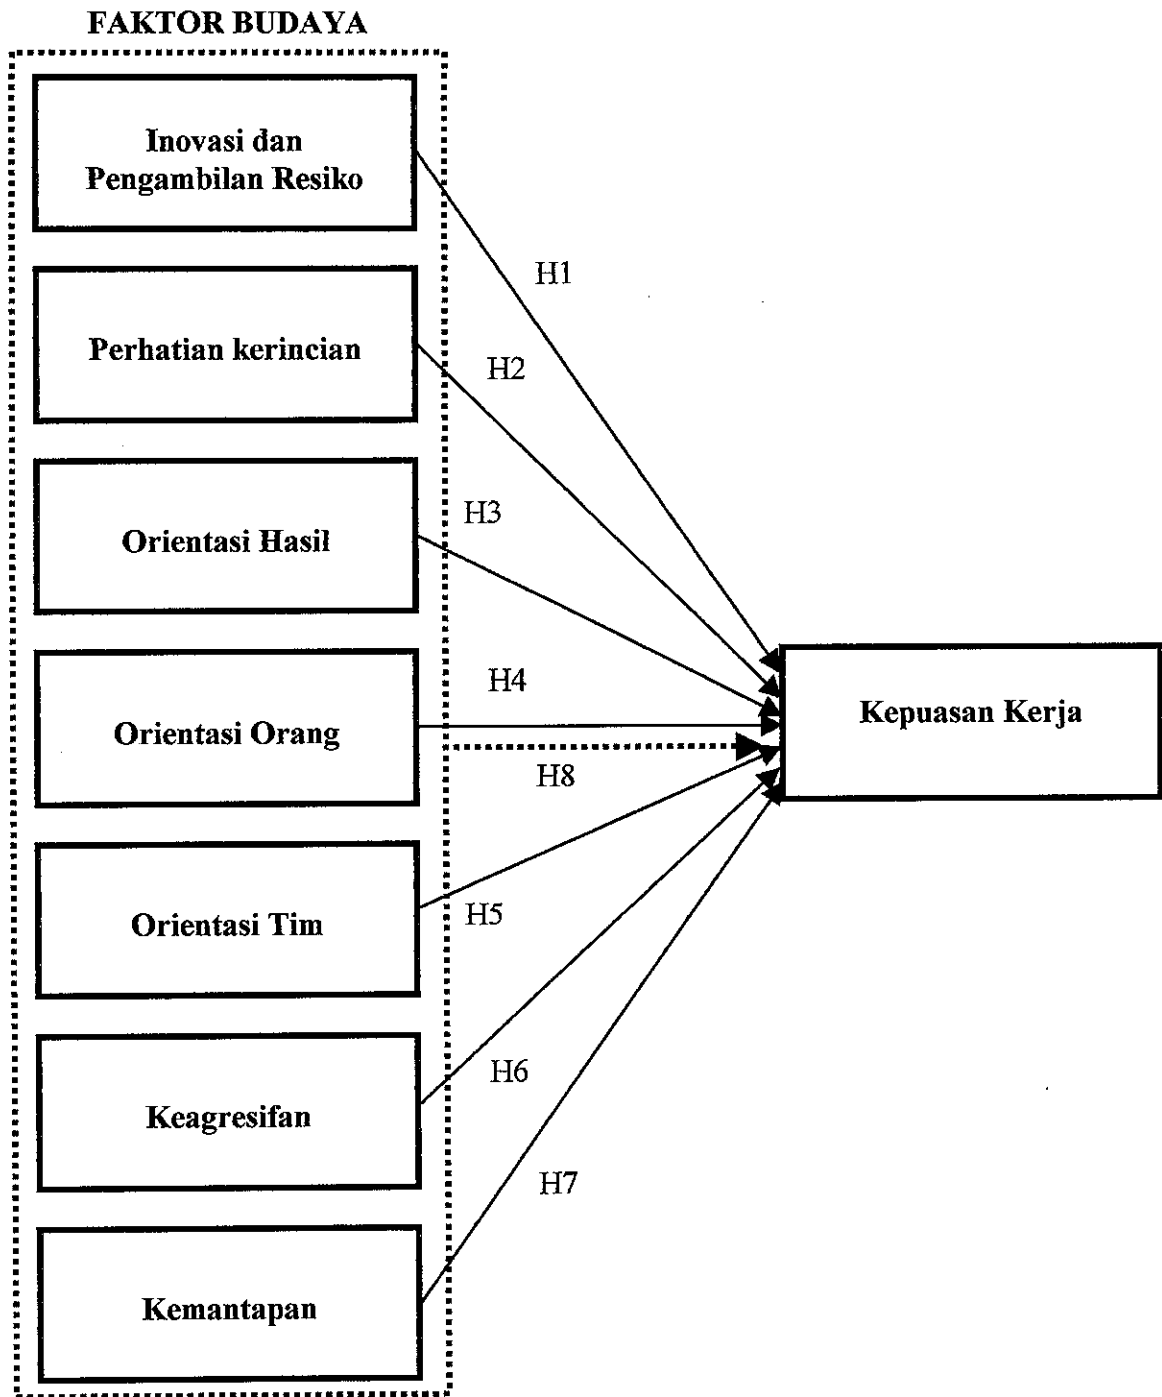 FAKTOR BUDAYA
Inovasi dan
Pengambilan Resiko
H1
Perhatian kerincian
H2
Orientasi Hasil
H3
Orientasi Orang
H4
Kepuasan Kerja
H8
Orientasi Tim
H5
Keagresifan
H6
Kemantapan
H7